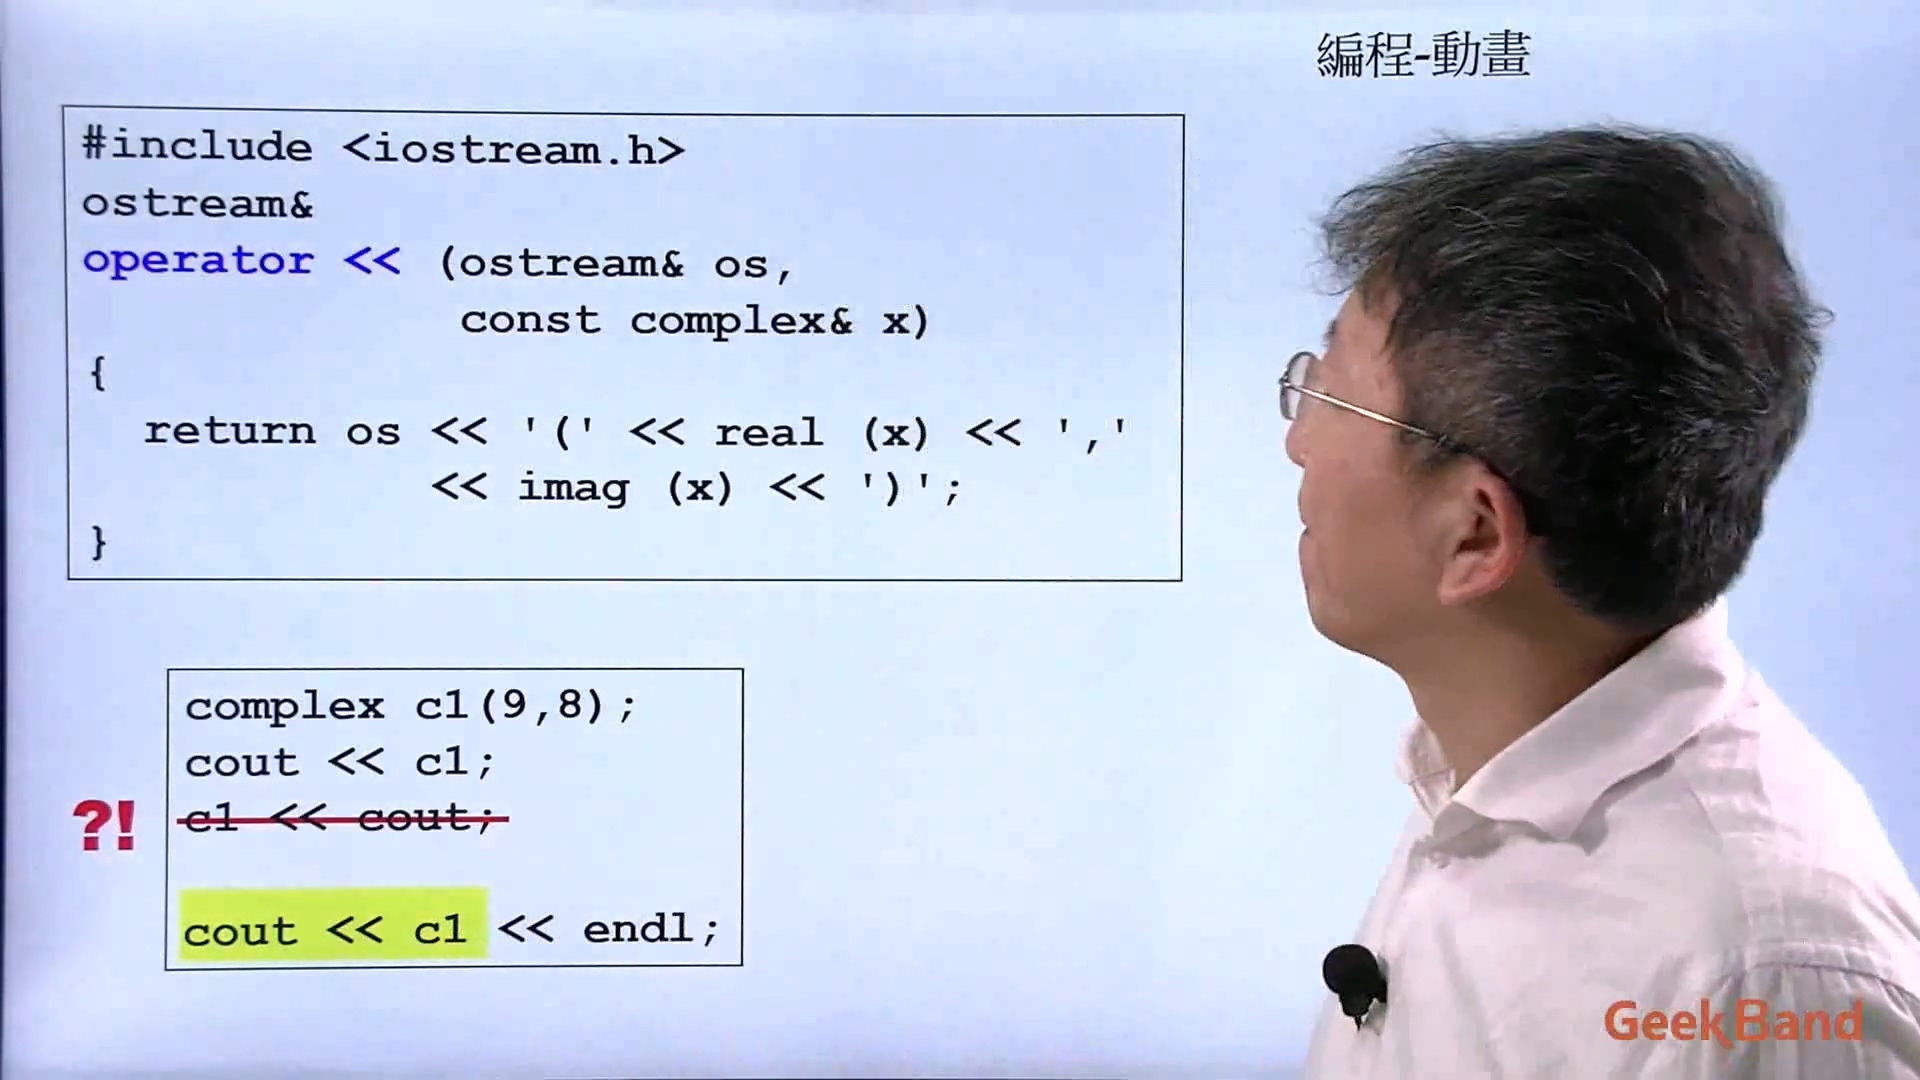 編程-動畫
#include <iostream.h>
ostream&
operator << (ostream& os,
const complex& x)
{
return os << '(' << real (x) << ','
<< imag (x) << ')';
}
complex c1(9,8);
cout << c1;
?!
c1 << cout;
cout << c1 << endl;
GeekBand